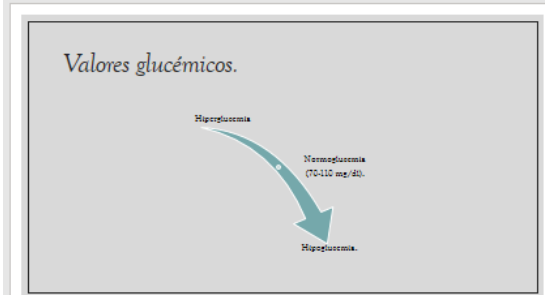 Valores glucémicos.
Hiperglucemia
Normoglucemia
(70-110 mg/dl).
Hipoglucemia.